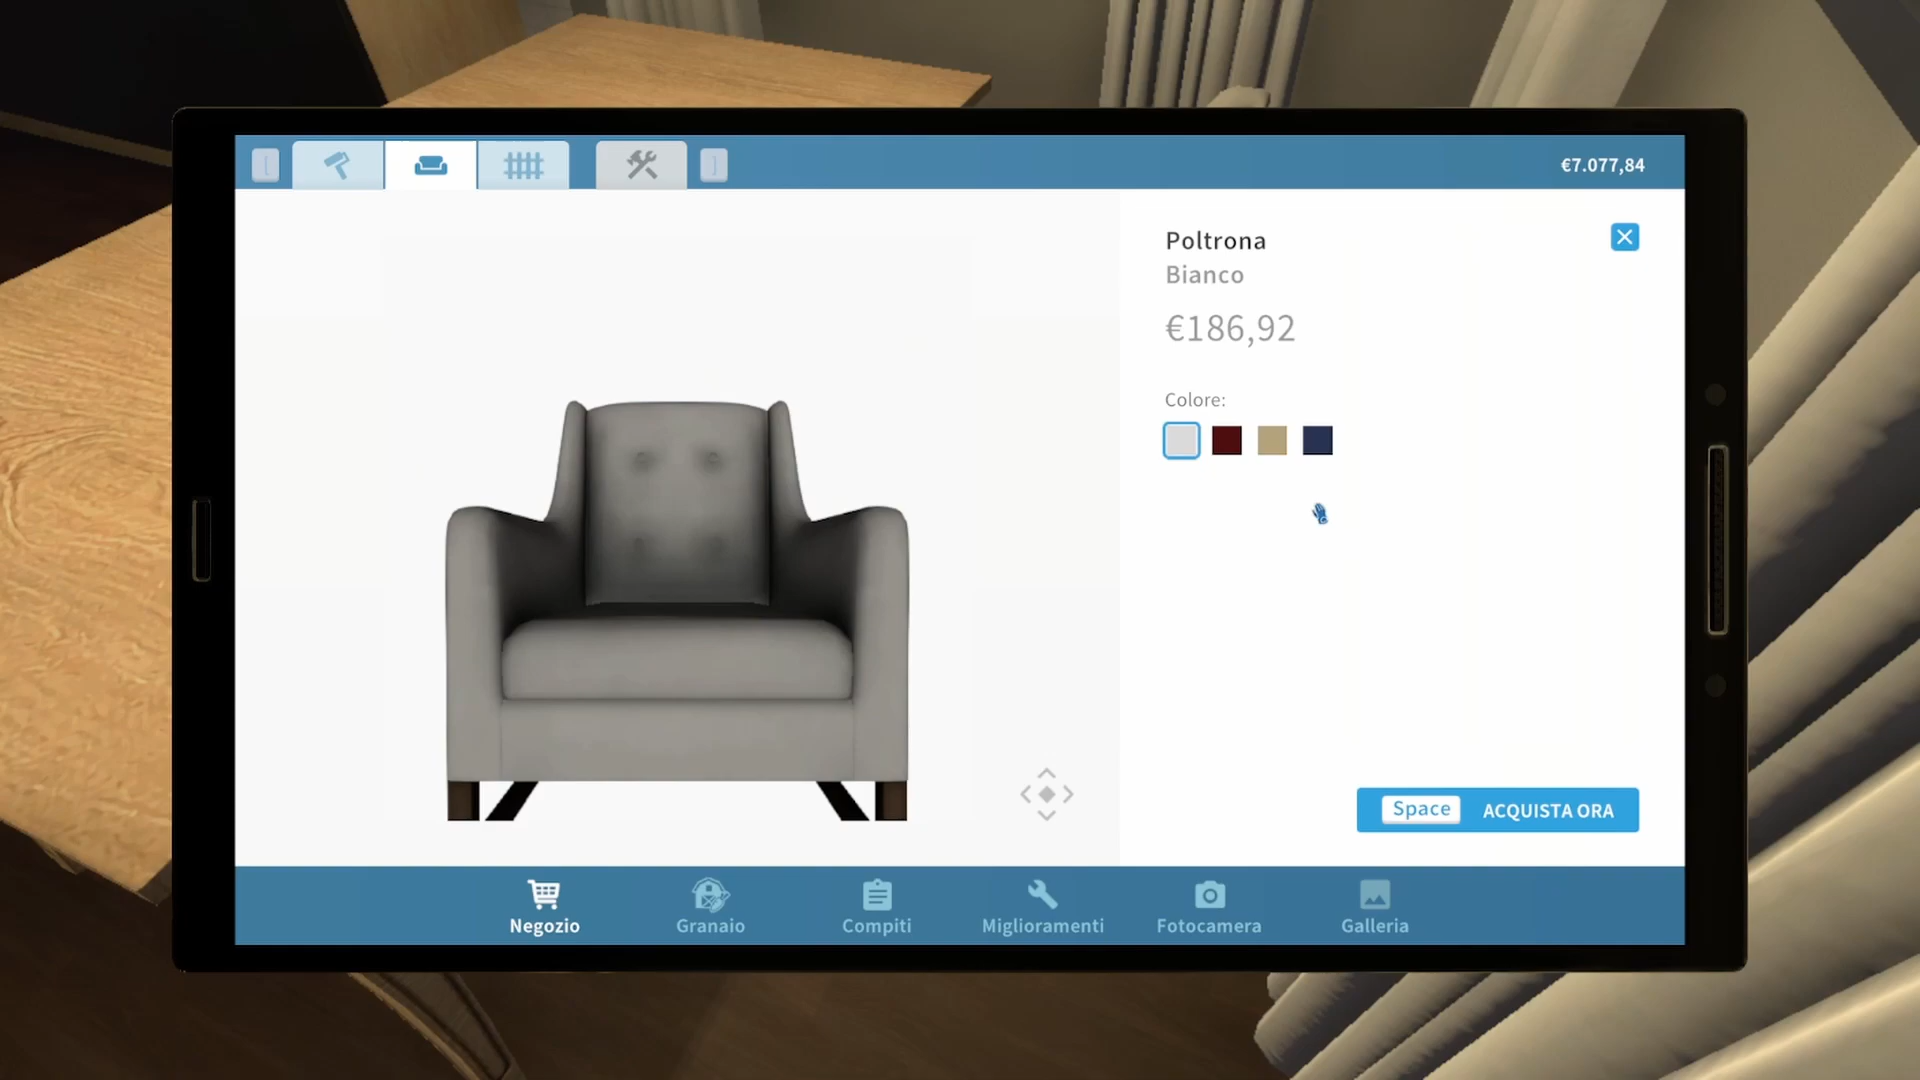 €7.077,84
Poltrona
Bianco
€186,92
Colore:
Space ACQUISTA ORA
Negozio Granaio Compiti Miglioramenti Fotocamera Galleria